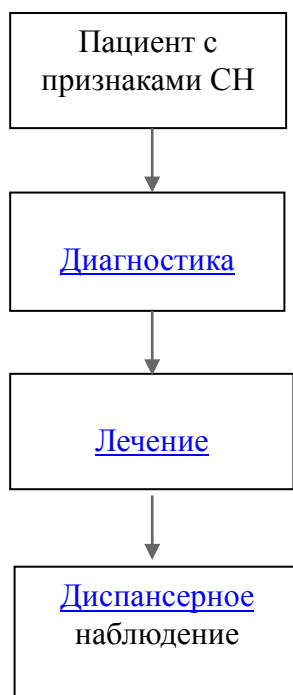 Пациент с
признаками СН
Диагностика
Лечение
Диспансерное
наблюдение